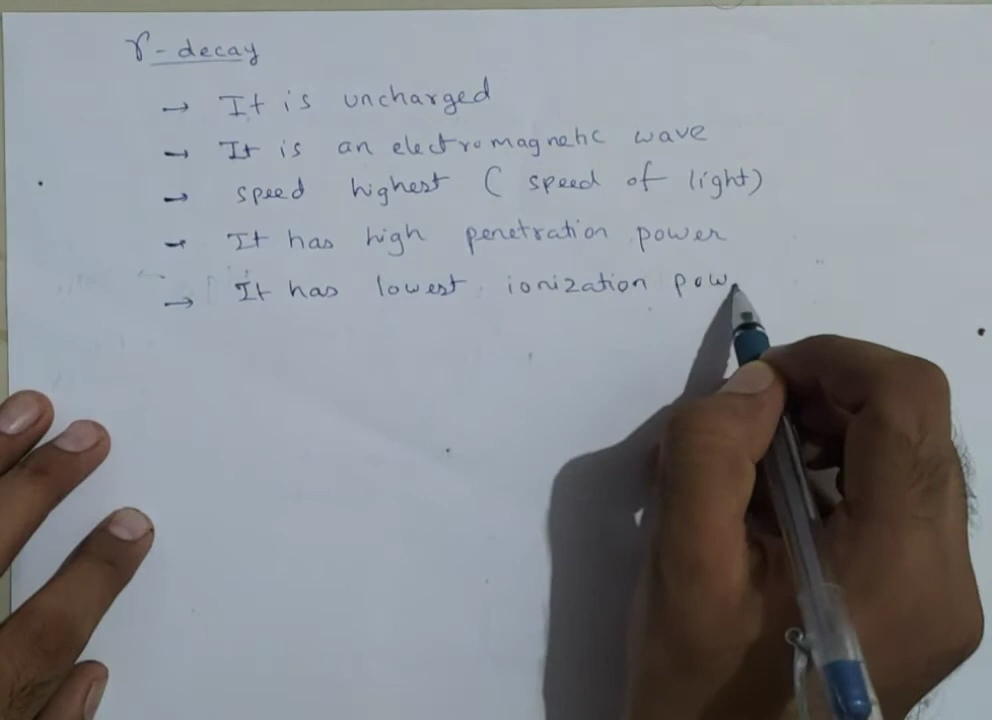 γ-decay
→ It is uncharged
→ It is an electromagnetic wave
→ speed highest ( speed of light)
→ It has high penetration power
→ It has lowest ionization pow